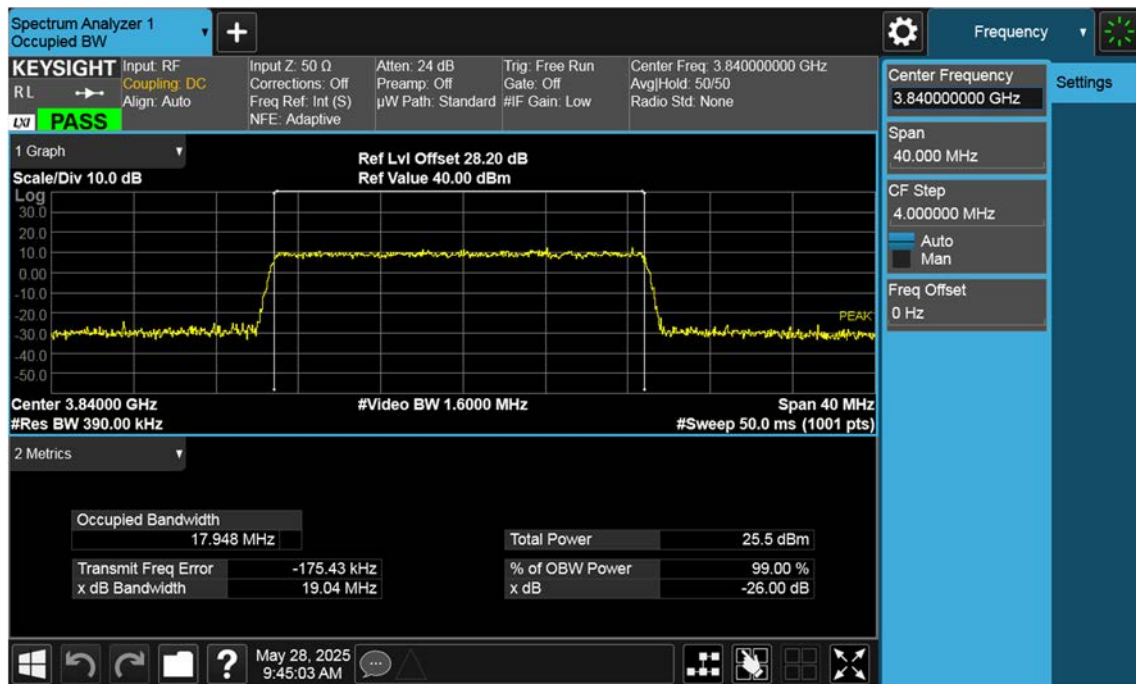 Spectrum Analyzer 1
Occupied BW
+
Frequency
KEYSIGHT
RL
LXI
PASS
Input: RF
Coupling: DC
Align: Auto
Input Z: 50 Ω
Corrections: Off
Freq Ref: Int (S)
NFE: Adaptive
Atten: 24 dB
Preamp: Off
µW Path: Standard
Trig: Free Run
Gate: Off
#IF Gain: Low
Center Freq: 3.840000000 GHz
Avg|Hold: 50/50
Radio Std: None
Center Frequency
3.840000000 GHz
Settings
Span
40.000 MHz
CF Step
4.000000 MHz
Auto
Man
Freq Offset
0 Hz
1 Graph
Scale/Div 10.0 dB
Ref Lvl Offset 28.20 dB
Ref Value 40.00 dBm
Log
30.0
20.0
10.0
0.00
-10.0
-20.0
-30.0
-40.0
-50.0
PEAK
Center 3.84000 GHz
#Video BW 1.6000 MHz
Span 40 MHz
#Res BW 390.00 kHz
#Sweep 50.0 ms (1001 pts)
2 Metrics
Occupied Bandwidth
17.948 MHz
Total Power 25.5 dBm
Transmit Freq Error -175.43 kHz
% of OBW Power 99.00 %
x dB Bandwidth 19.04 MHz
x dB -26.00 dB
?
May 28, 2025
9:45:03 AM